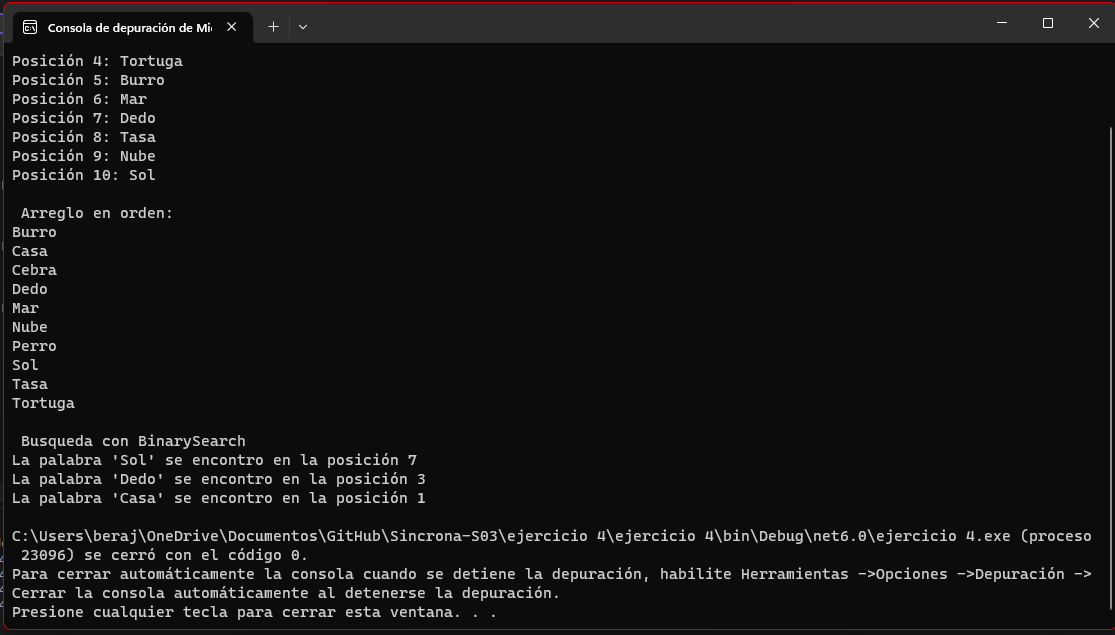 Consola de depuración de Mi
Posición 4: Tortuga
Posición 5: Burro
Posición 6: Mar
Posición 7: Dedo
Posición 8: Tasa
Posición 9: Nube
Posición 10: Sol
Arreglo en orden:
Burro
Casa
Cebra
Dedo
Mar
Nube
Perro
Sol
Tasa
Tortuga
Busqueda con BinarySearch
La palabra 'Sol' se encontro en la posición 7
La palabra 'Dedo' se encontro en la posición 3
La palabra 'Casa' se encontro en la posición 1
C:\Users\beraj\OneDrive\Documentos\GitHub\Sincrona-S03\ejercicio 4\ejercicio 4\bin\Debug\net6.0\ejercicio 4.exe (proceso
23096) se cerró con el código 0.
Para cerrar automáticamente la consola cuando se detiene la depuración, habilite Herramientas ->Opciones ->Depuración ->
Cerrar la consola automáticamente al detenerse la depuración.
Presione cualquier tecla para cerrar esta ventana. . .